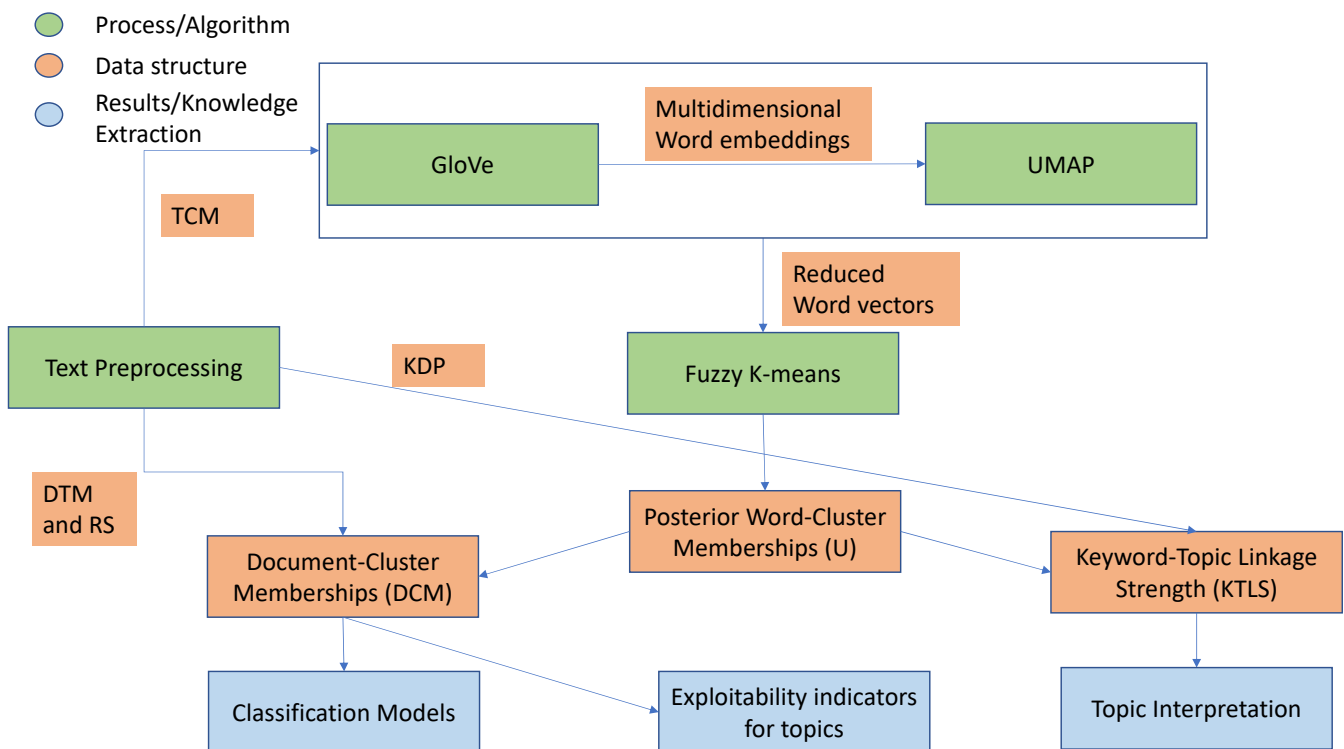 Process/Algorithm
Data structure
Results/Knowledge
Extraction
Multidimensional
Word embeddings
GloVe
UMAP
TCM
Reduced
Word vectors
Text Preprocessing
KDP
Fuzzy K-means
DTM
and RS
Posterior Word-Cluster
Memberships (U)
Document-Cluster
Memberships (DCM)
Keyword-Topic Linkage
Strength (KTLS)
Classification Models
Exploitability indicators
for topics
Topic Interpretation